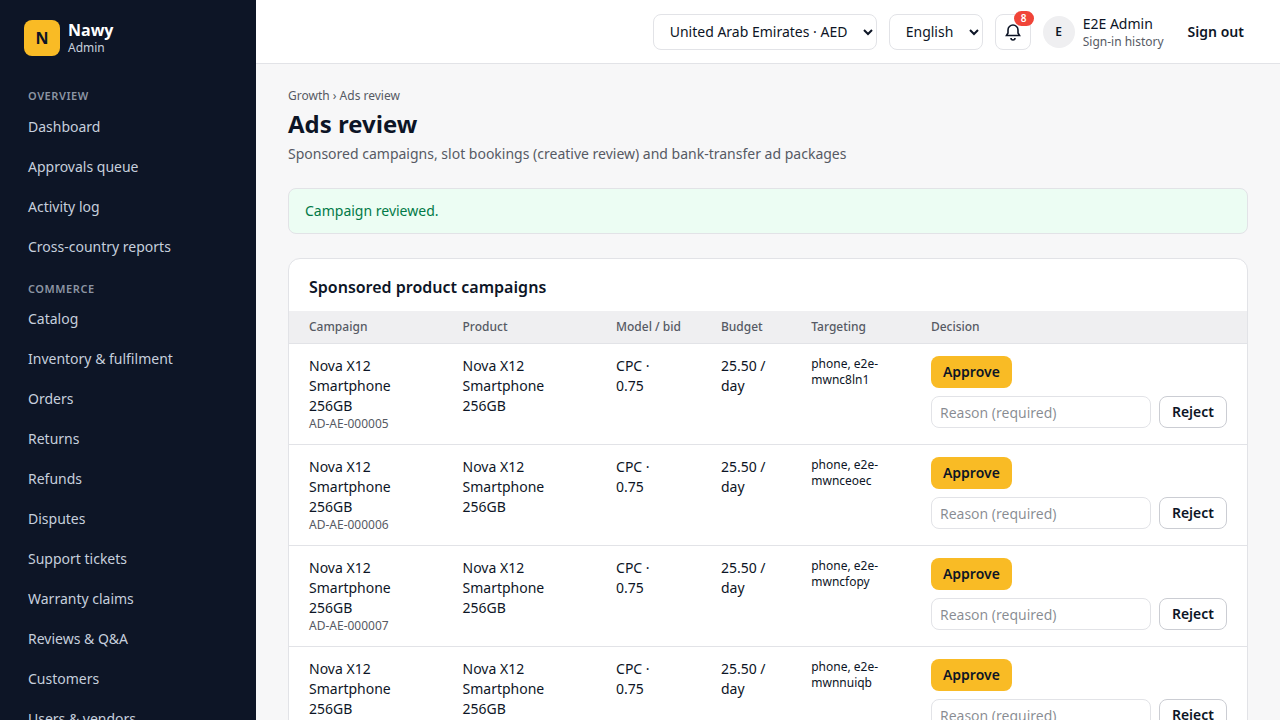 N
Nawy
Admin
OVERVIEW
Dashboard
Approvals queue
Activity log
Cross-country reports
COMMERCE
Catalog
Inventory & fulfilment
Orders
Returns
Refunds
Disputes
Support tickets
Warranty claims
Reviews & Q&A
Customers
Users & vendors
United Arab Emirates · AED
English
8
E
E2E Admin
Sign-in history
Sign out
Growth › Ads review
Ads review
Sponsored campaigns, slot bookings (creative review) and bank-transfer ad packages
Campaign reviewed.
Sponsored product campaigns
Campaign Product Model / bid Budget Targeting Decision
Nova X12
Smartphone
256GB
AD-AE-000005
Nova X12
Smartphone
256GB
CPC ·
0.75
25.50 /
day
phone, e2e-
mwnc8ln1
Approve
Reason (required) Reject
Nova X12
Smartphone
256GB
AD-AE-000006
Nova X12
Smartphone
256GB
CPC ·
0.75
25.50 /
day
phone, e2e-
mwnceoec
Approve
Reason (required) Reject
Nova X12
Smartphone
256GB
AD-AE-000007
Nova X12
Smartphone
256GB
CPC ·
0.75
25.50 /
day
phone, e2e-
mwncfopy
Approve
Reason (required) Reject
Nova X12
Smartphone
256GB
Nova X12
Smartphone
256GB
CPC ·
0.75
25.50 /
day
phone, e2e-
mwnnuiqb
Approve
Reason (required) Reject